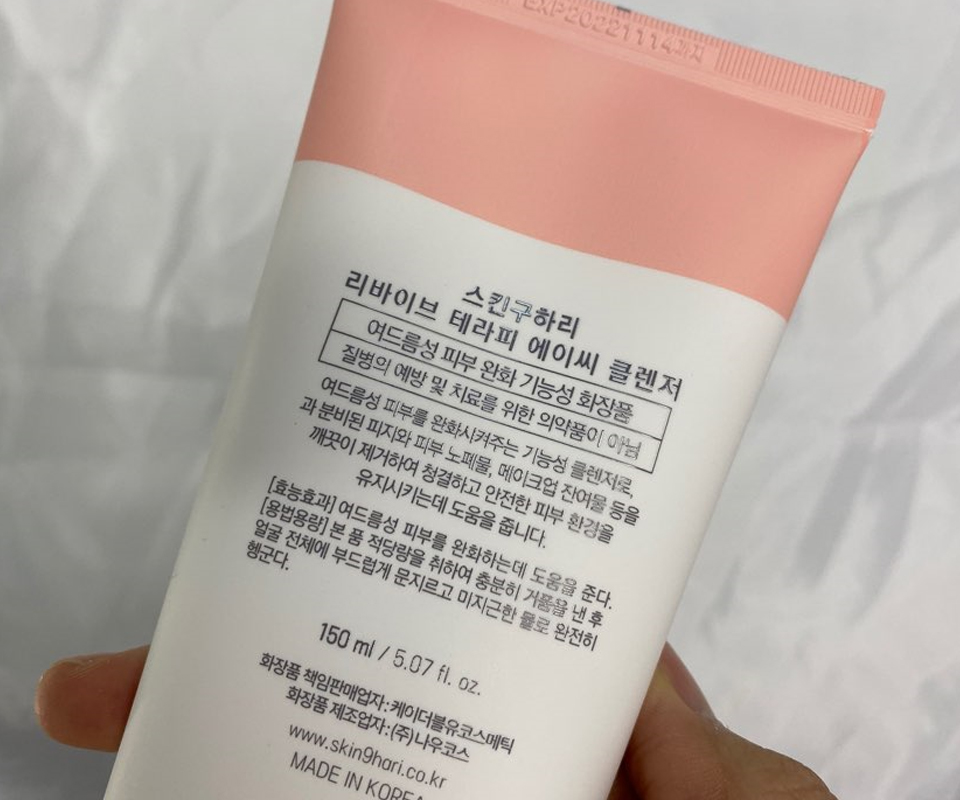 EXP20221114까지
스킨구하리
리바이브 테라피 에이씨 클렌저
여드름성 피부 완화 기능성 화장품
질병의 예방 및 치료를 위한 의약품이 아님
여드름성 피부를 완화시켜주는 기능성 클렌저로,
과 분비된 피지와 피부 노폐물, 메이크업 잔여물 등을
깨끗이 제거하여 청결하고 안전한 피부 환경을
유지시키는데 도움을 줍니다.
[효능효과] 여드름성 피부를 완화하는데 도움을 준다.
[용법용량] 본 품 적당량을 취하여 충분히 거품을 낸 후
얼굴 전체에 부드럽게 문지르고 미지근한 물로 완전히
헹군다.
150 ml / 5.07 fl. oz.
화장품 책임판매업자:케이더블유코스메틱
화장품 제조업자:(주)나우코스
www.skin9hari.co.kr
MADE IN KOREA